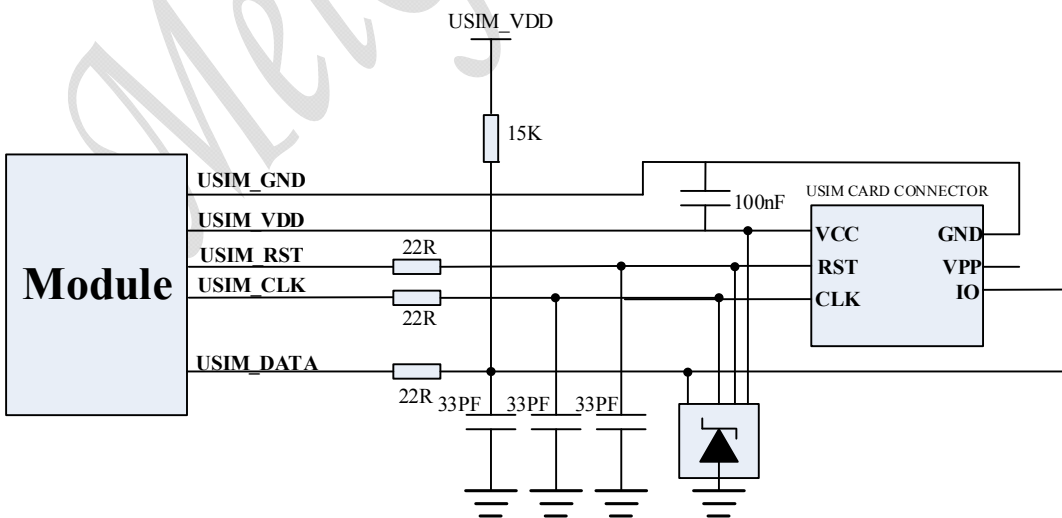 USIM_VDD
15K
USIM_GND
100nF
USIM CARD CONNECTOR
USIM_VDD
VCC
GND
22R
USIM_RST
RST
VPP
Module
USIM_CLK
CLK
IO
22R
USIM_DATA
22R
33PF
33PF
33PF